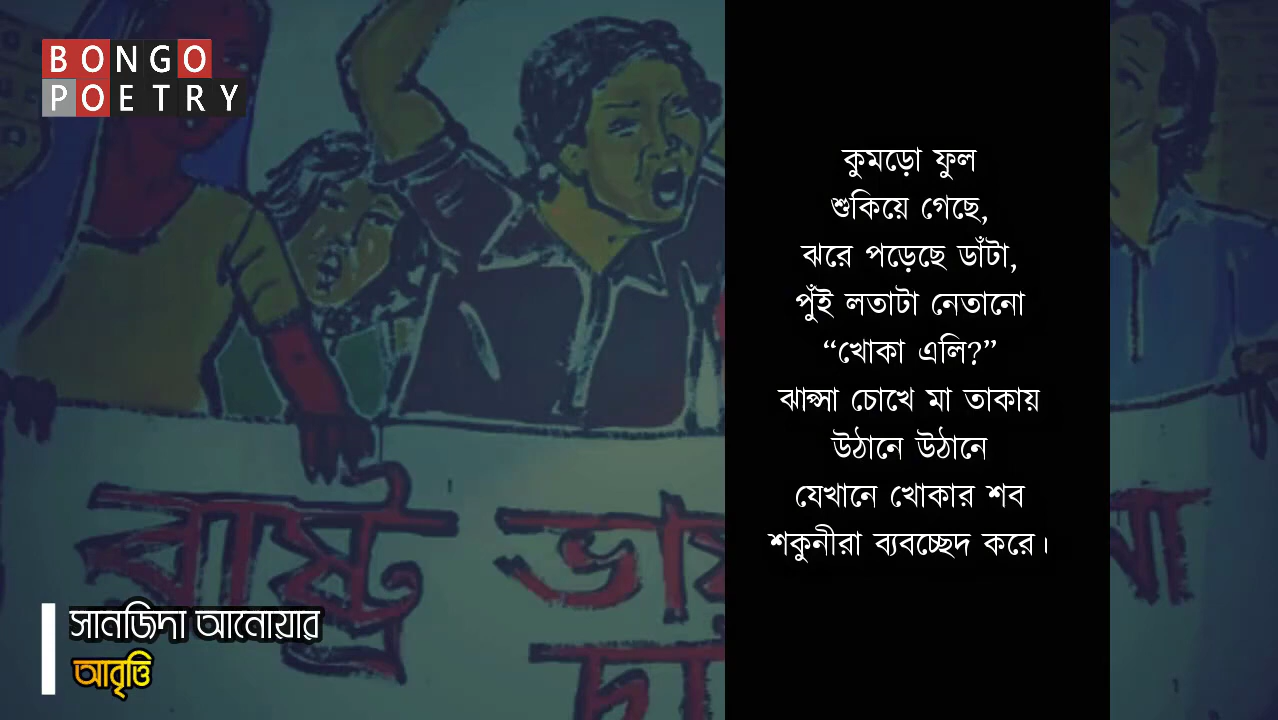 BONGO
POETRY
কুমড়ো ফুল
শুকিয়ে গেছে,
ঝরে পড়েছে ডাঁটা,
পুঁই লতাটা নেতানো
“খোকা এলি?”
ঝাপ্সা চোখে মা তাকায়
উঠানে উঠানে
যেখানে খোকার শব
শকুনীরা ব্যবচ্ছেদ করে।
রাষ্ট্র ভাষ
সানজিদা আনোয়ার
আবৃত্তি